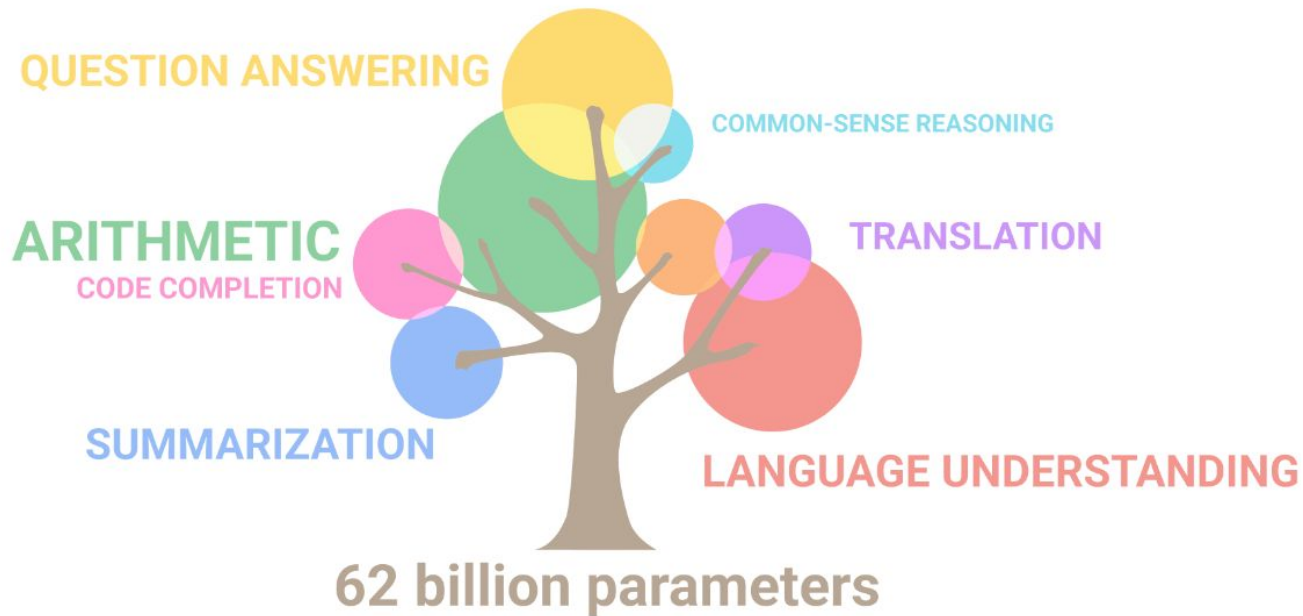 QUESTION ANSWERING
COMMON-SENSE REASONING
ARITHMETIC
TRANSLATION
CODE COMPLETION
SUMMARIZATION
LANGUAGE UNDERSTANDING
62 billion parameters